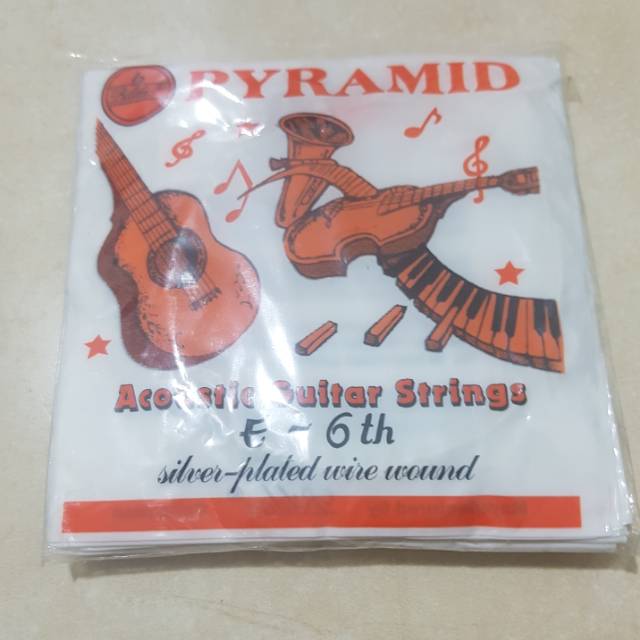 PYRAMID
Acoustic Guitar Strings
E - 6th
silver-plated wire wound